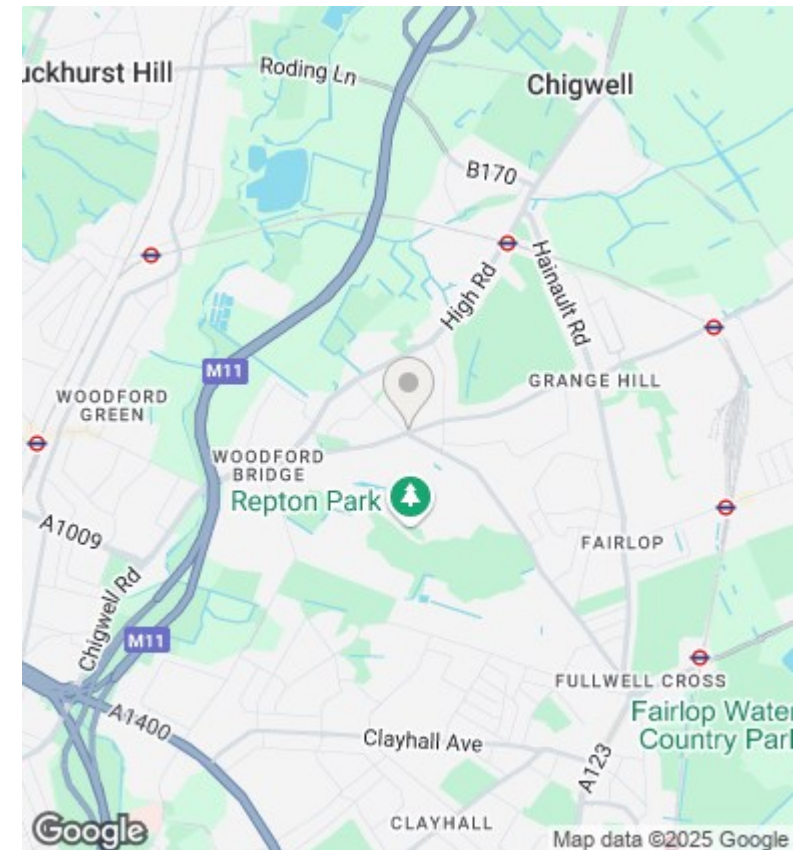 uckhurst Hill
Roding Ln
Chigwell
B170
High Rd
Hainault Rd
M11
GRANGE HILL
WOODFORD
GREEN
WOODFORD
BRIDGE
Repton Park
A1009
FAIRLOP
Chigwell Rd
M11
FULLWELL CROSS
A1400
Fairlop Water
Country Park
Clayhall Ave
A123
CLAYHALL
Google
Map data ©2025 Google